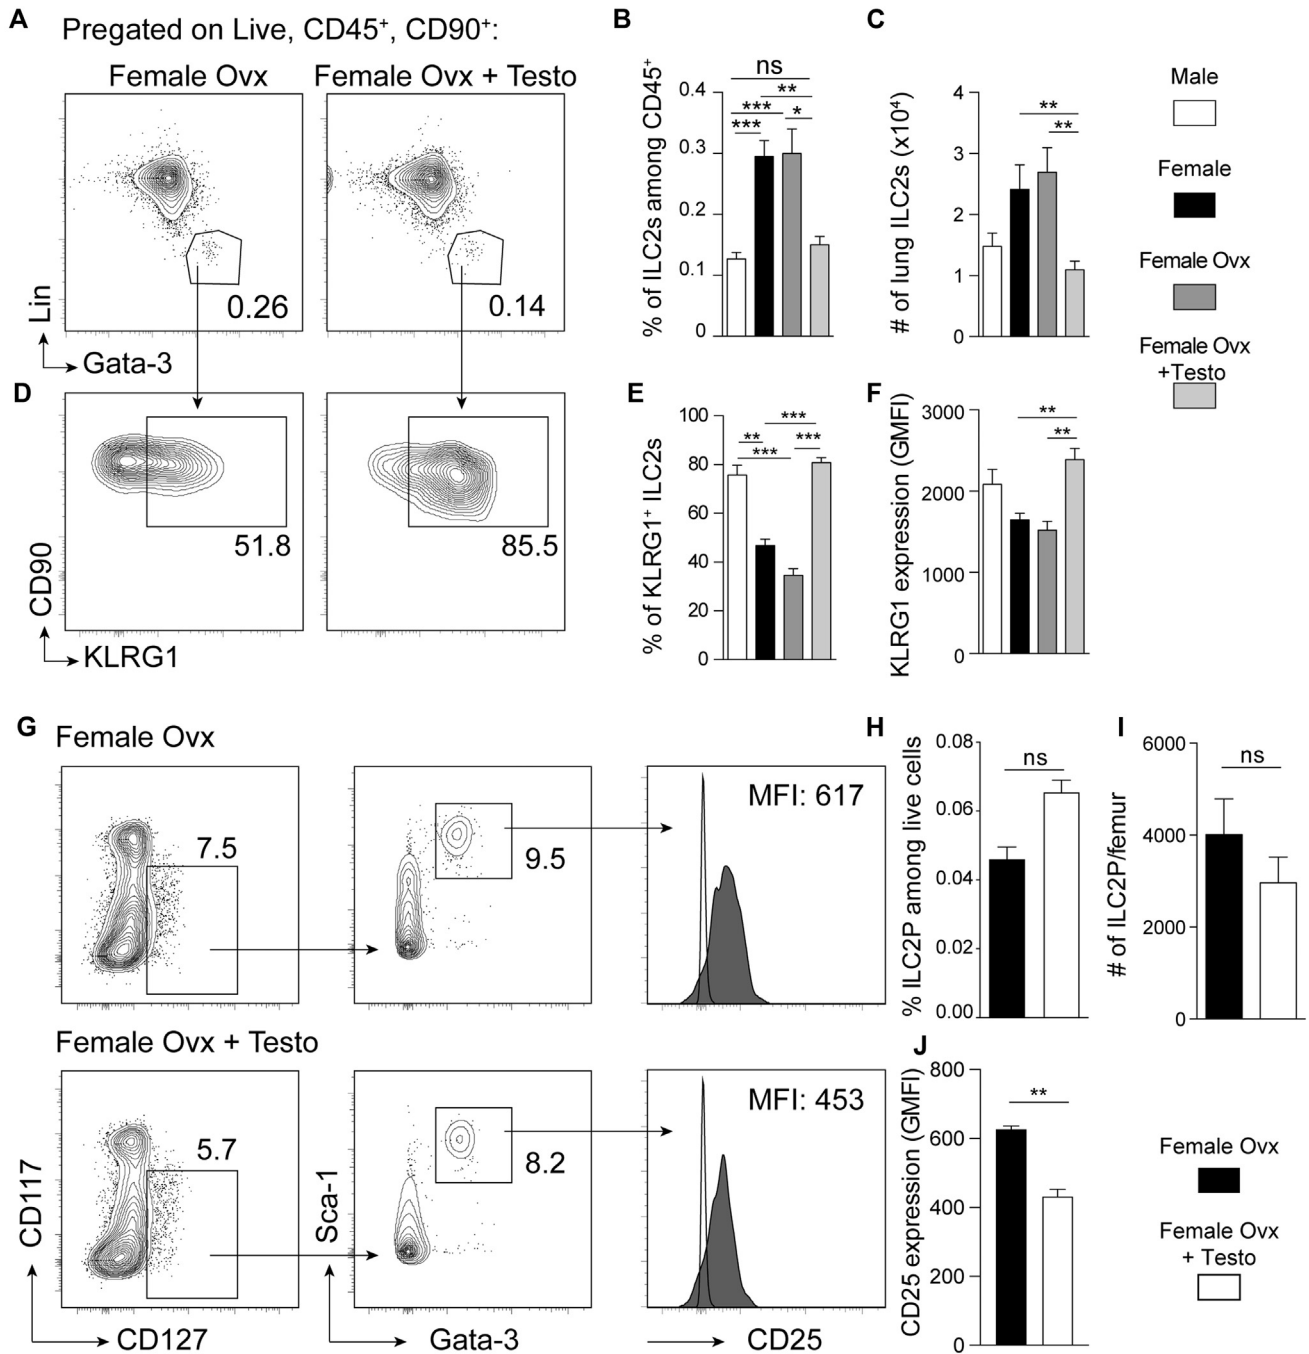 A
Pregated on Live, CD45⁺, CD90⁺:
Female Ovx
Female Ovx + Testo
0.26
0.14
Lin
Gata-3
B
% of ILC2s among CD45⁺
0.4
0.3
0.2
0.1
0
ns
**
***
*
***
C
# of lung ILC2s (x10⁴)
4
3
2
1
0
**
**
Male
Female
Female Ovx
Female Ovx
+Testo
D
51.8
85.5
CD90
KLRG1
E
% of KLRG1⁺ ILC2s
100
80
60
40
20
0
***
**
***
***
F
KLRG1 expression (GMFI)
3000
2000
1000
0
**
**
G
Female Ovx
7.5
9.5
MFI: 617
Female Ovx + Testo
5.7
8.2
MFI: 453
CD117
CD127
Sca-1
Gata-3
CD25
H
% ILC2P among live cells
0.08
0.06
0.04
0.02
0.00
ns
I
# of ILC2P/femur
6000
4000
2000
0
ns
J
CD25 expression (GMFI)
800
600
400
200
0
**
Female Ovx
Female Ovx
+ Testo